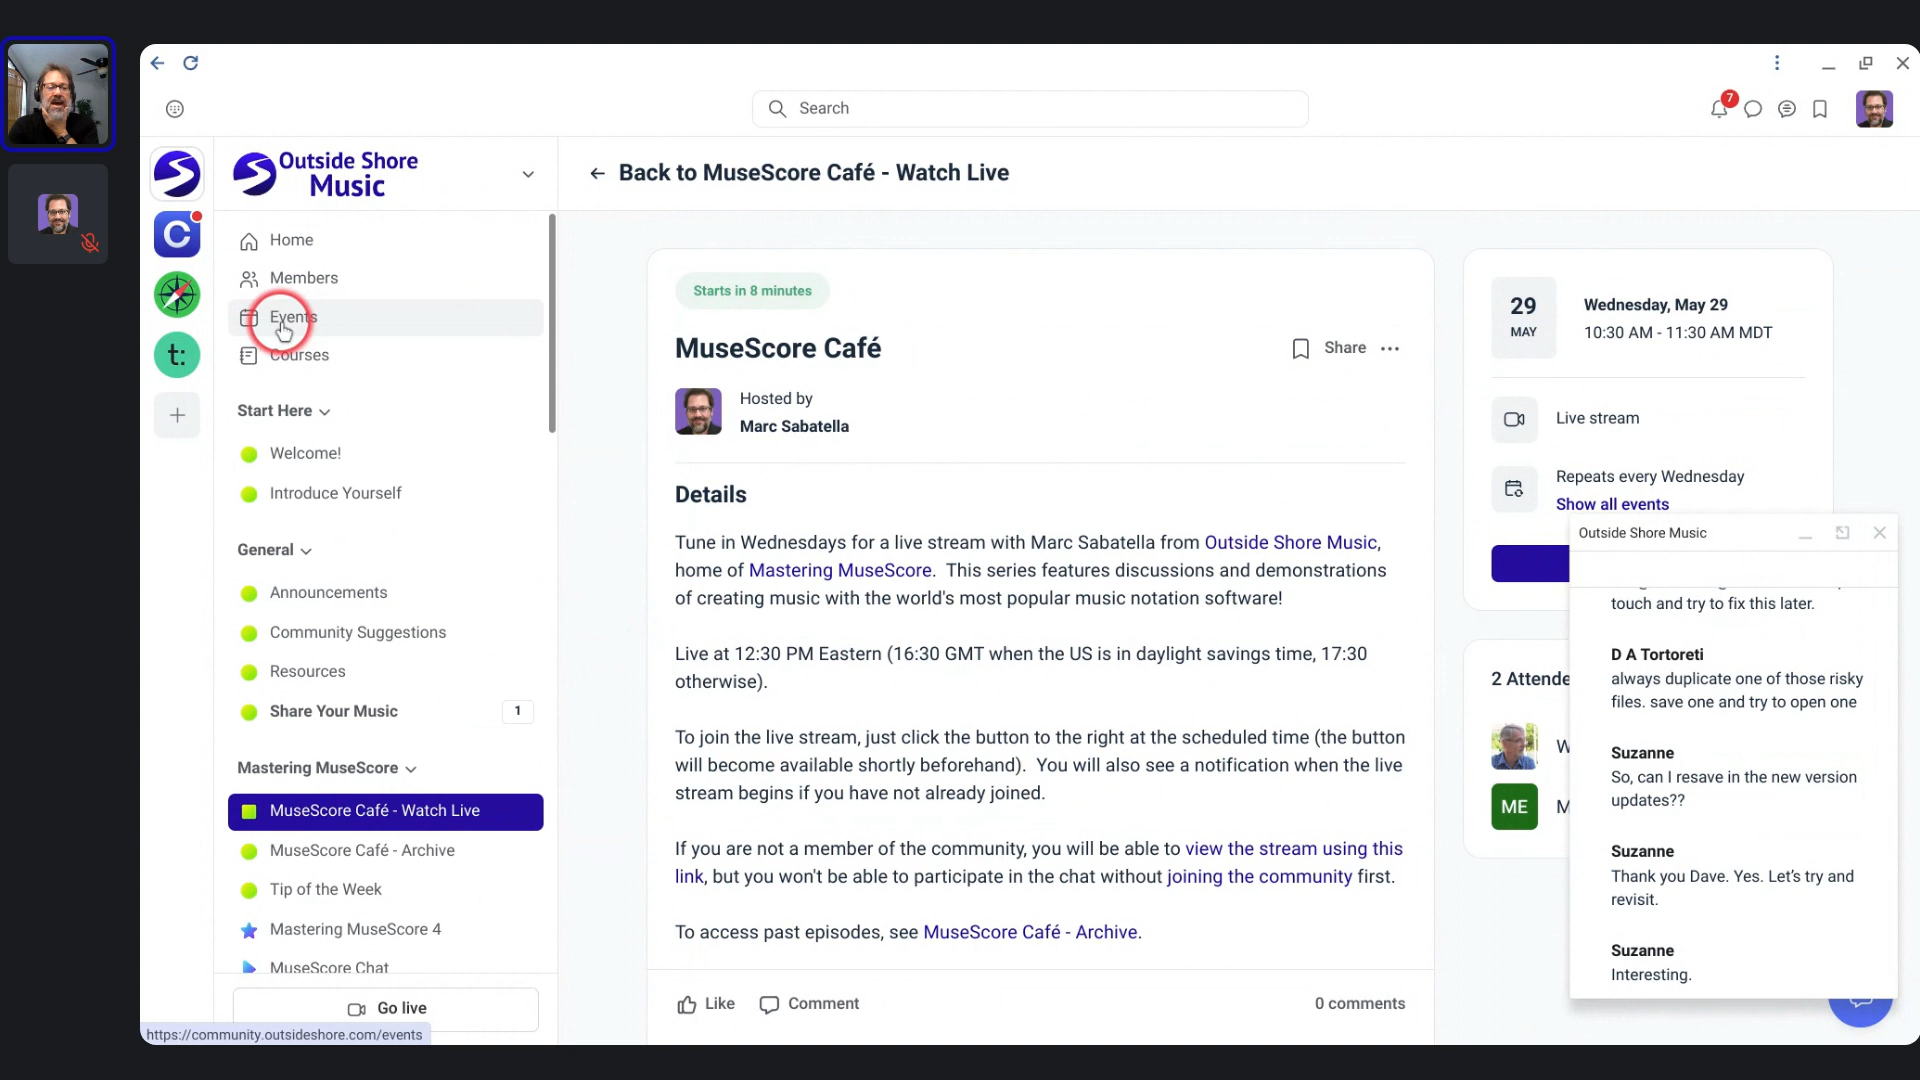 Search
7
Outside Shore
Music
Home
Members
Events
Courses
Start Here
Welcome!
Introduce Yourself
General
Announcements
Community Suggestions
Resources
Share Your Music
1
Mastering MuseScore
MuseScore Café - Watch Live
MuseScore Café - Archive
Tip of the Week
Mastering MuseScore 4
MuseScore Chat
Go live
https://community.outsideshore.com/events
C
t:
Back to MuseScore Café - Watch Live
Starts in 8 minutes
MuseScore Café
Share
Hosted by
Marc Sabatella
Details
Tune in Wednesdays for a live stream with Marc Sabatella from Outside Shore Music,
home of Mastering MuseScore. This series features discussions and demonstrations
of creating music with the world's most popular music notation software!
Live at 12:30 PM Eastern (16:30 GMT when the US is in daylight savings time, 17:30
otherwise).
To join the live stream, just click the button to the right at the scheduled time (the button
will become available shortly beforehand). You will also see a notification when the live
stream begins if you have not already joined.
If you are not a member of the community, you will be able to view the stream using this
link, but you won't be able to participate in the chat without joining the community first.
To access past episodes, see MuseScore Café - Archive.
Like
Comment
0 comments
29
MAY
Wednesday, May 29
10:30 AM - 11:30 AM MDT
Live stream
Repeats every Wednesday
Show all events
2 Attende
W
ME
M
Outside Shore Music
touch and try to fix this later.
D A Tortoreti
always duplicate one of those risky
files. save one and try to open one
Suzanne
So, can I resave in the new version
updates??
Suzanne
Thank you Dave. Yes. Let's try and
revisit.
Suzanne
Interesting.